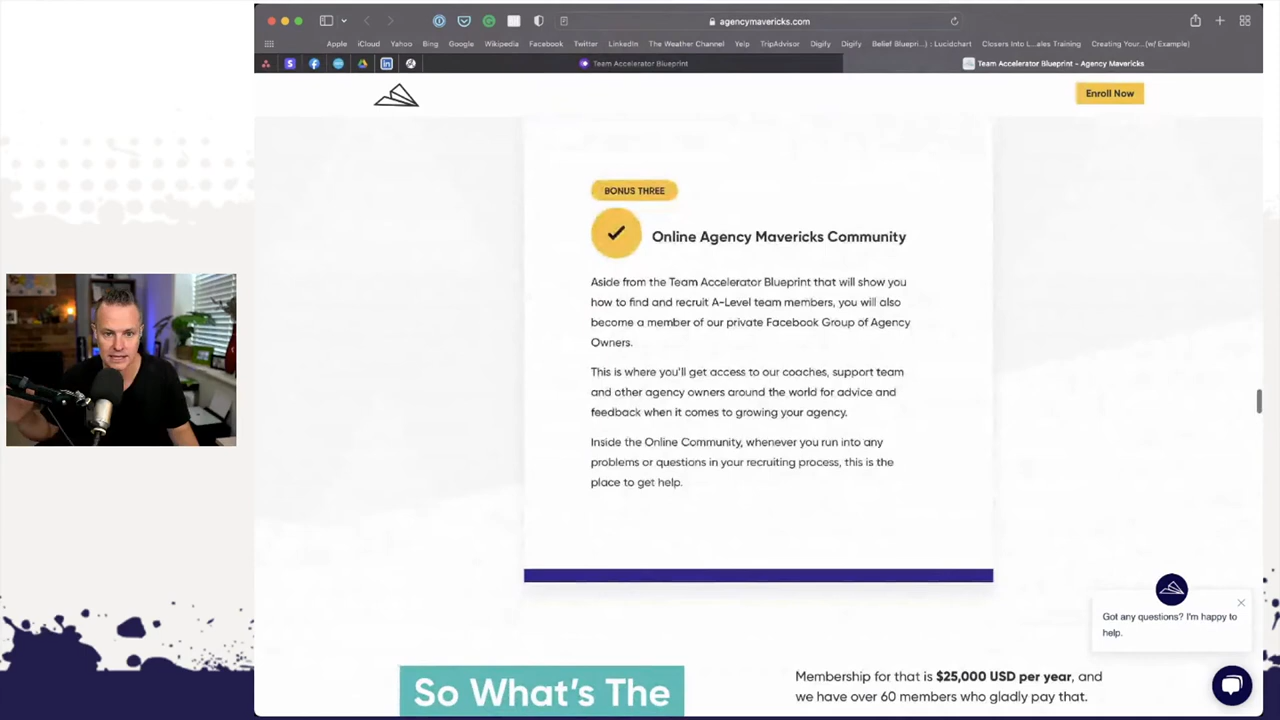 agencymavericks.com
Apple iCloud Yahoo Bing Google Wikipedia Facebook Twitter LinkedIn The Weather Channel Yelp TripAdvisor Digify Digify Belief Bluepri...) : Lucidchart Closers Into L...ales Training Creating Your...(w/ Example)
Team Accelerator Blueprint
Team Accelerator Blueprint - Agency Mavericks
Enroll Now
BONUS THREE
Online Agency Mavericks Community
Aside from the Team Accelerator Blueprint that will show you
how to find and recruit A-Level team members, you will also
become a member of our private Facebook Group of Agency
Owners.
This is where you'll get access to our coaches, support team
and other agency owners around the world for advice and
feedback when it comes to growing your agency.
Inside the Online Community, whenever you run into any
problems or questions in your recruiting process, this is the
place to get help.
Got any questions? I'm happy to
help.
So What's The
Membership for that is $25,000 USD per year, and
we have over 60 members who gladly pay that.